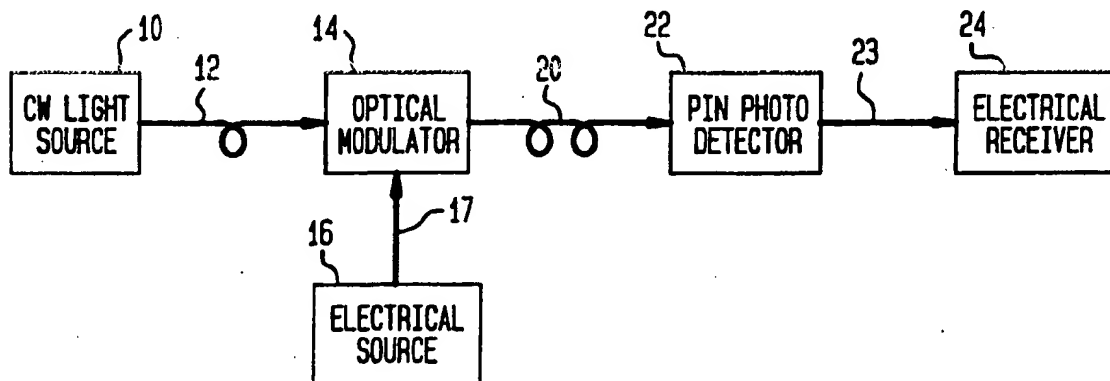 10
12
14
20
22
23
24
CW LIGHT
SOURCE
OPTICAL
MODULATOR
PIN PHOTO
DETECTOR
ELECTRICAL
RECEIVER
16
17
ELECTRICAL
SOURCE